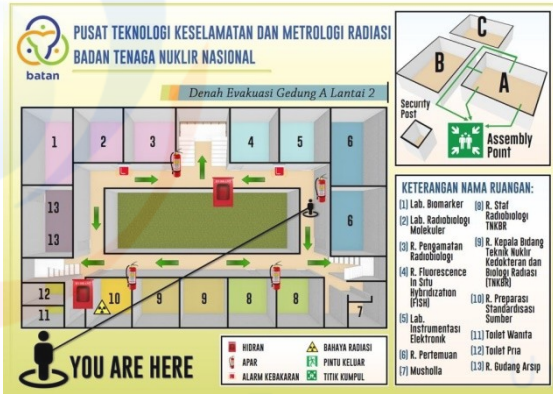 batan
PUSAT TEKNOLOGI KESELAMATAN DAN METROLOGI RADIASI
BADAN TENAGA NUKLIR NASIONAL
Denah Evakuasi Gedung A Lantai 2
1
2
3
4
5
6
13
13
6
12
11
10
9
9
8
8
7
YOU ARE HERE
HIDRAN
APAR
ALARM KEBAKARAN
BAHAYA RADIASI
PINTU KELUAR
TITIK KUMPUL
C
B
A
Security
Post
Assembly
Point
KETERANGAN NAMA RUANGAN:
[1] Lab. Biomarker
[2] Lab. Radiobiologi
Molekuler
[3] R. Pengamatan
Radiobiologi
[4] R. Fluorescence
In Situ
Hybridization
(FISH)
[5] Lab.
Instrumentasi
Elektronik
[6] R. Pertemuan
[7] Musholla
[8] R. Staf
Radiobiologi
TNKBR
[9] R. Kepala Bidang
Teknik Nuklir
Kedokteran dan
Biologi Radiasi
(TNKBR)
[10] R. Preparasi
Standardisasi
Sumber
[11] Toilet Wanita
[12] Toilet Pria
[13] R. Gudang Arsip